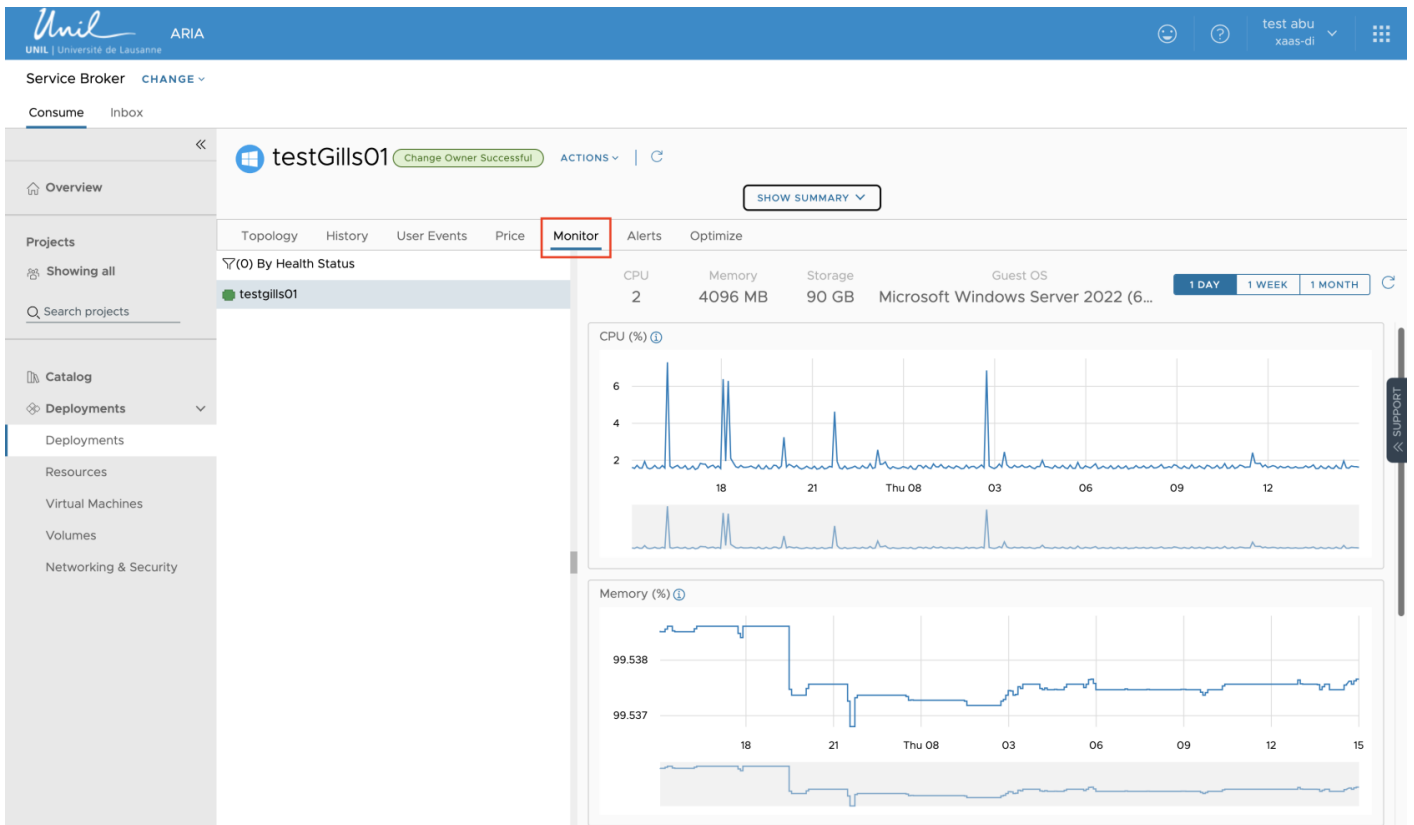 Unil
UNIL | Université de Lausanne
ARIA
test abu
xaas-di
Service Broker CHANGE
Consume Inbox
Overview
Projects
Showing all
Search projects
Catalog
Deployments
Deployments
Resources
Virtual Machines
Volumes
Networking & Security
testGills01 Change Owner Successful ACTIONS
SHOW SUMMARY
Topology History User Events Price Monitor Alerts Optimize
(0) By Health Status
testgills01
CPU Memory Storage Guest OS
2 4096 MB 90 GB Microsoft Windows Server 2022 (6...
1 DAY 1 WEEK 1 MONTH
CPU (%)
6
4
2
18 21 Thu 08 03 06 09 12
Memory (%)
99.538
99.537
18 21 Thu 08 03 06 09 12 15
SUPPORT